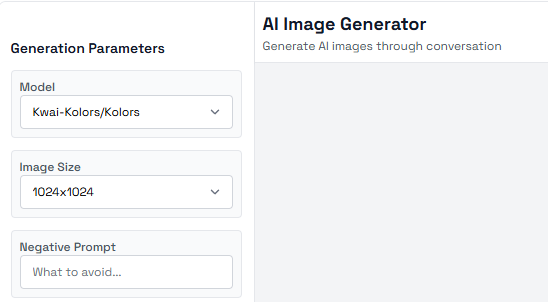 Generation Parameters
Model
Kwai-Kolors/Kolors
Image Size
1024x1024
Negative Prompt
What to avoid...
AI Image Generator
Generate AI images through conversation